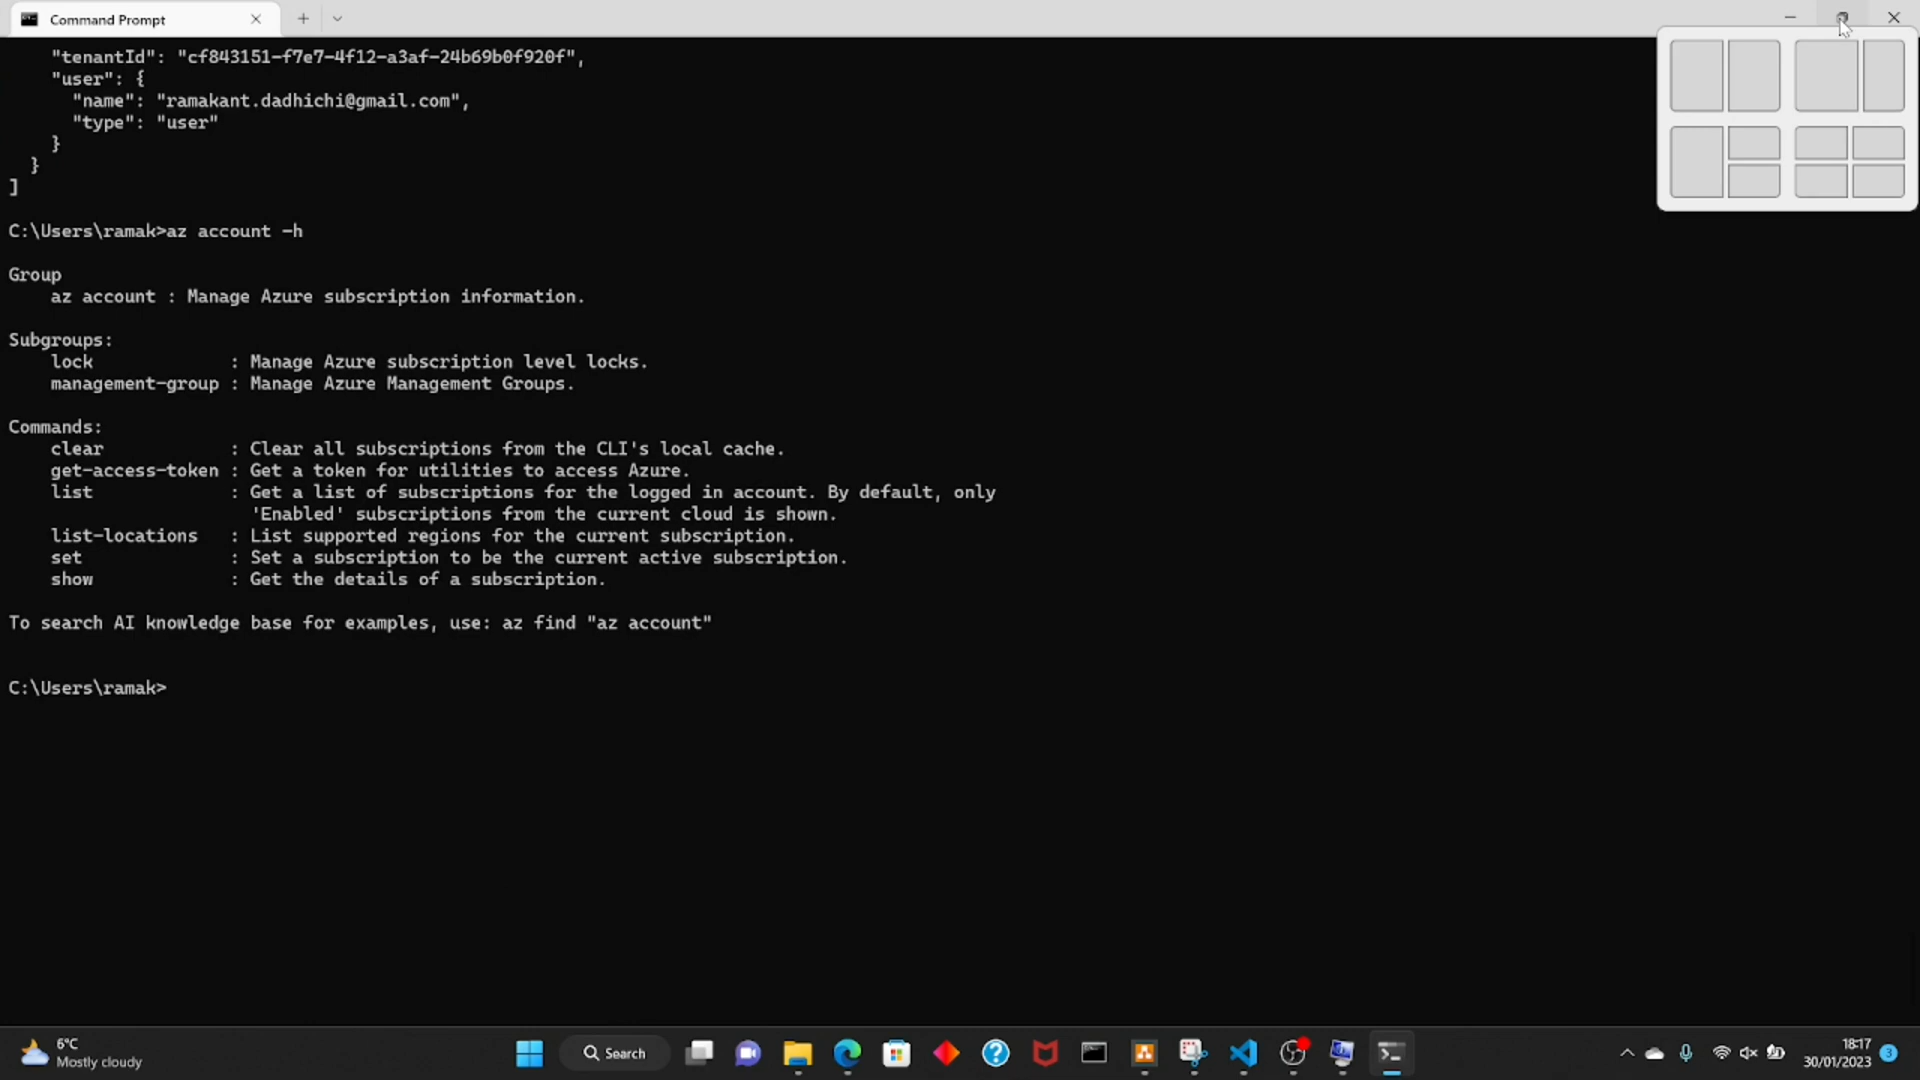 Command Prompt
"tenantId": "cf843151-f7e7-4f12-a3af-24b69b0f920f",
"user": {
"name": "ramakant.dadhichi@gmail.com",
"type": "user"
}
}
]
C:\Users\ramak>az account -h
Group
az account : Manage Azure subscription information.
Subgroups:
lock : Manage Azure subscription level locks.
management-group : Manage Azure Management Groups.
Commands:
clear : Clear all subscriptions from the CLI's local cache.
get-access-token : Get a token for utilities to access Azure.
list : Get a list of subscriptions for the logged in account. By default, only
'Enabled' subscriptions from the current cloud is shown.
list-locations : List supported regions for the current subscription.
set : Set a subscription to be the current active subscription.
show : Get the details of a subscription.
To search AI knowledge base for examples, use: az find "az account"
C:\Users\ramak>
6°C
Mostly cloudy
Search
18:17
30/01/2023
3